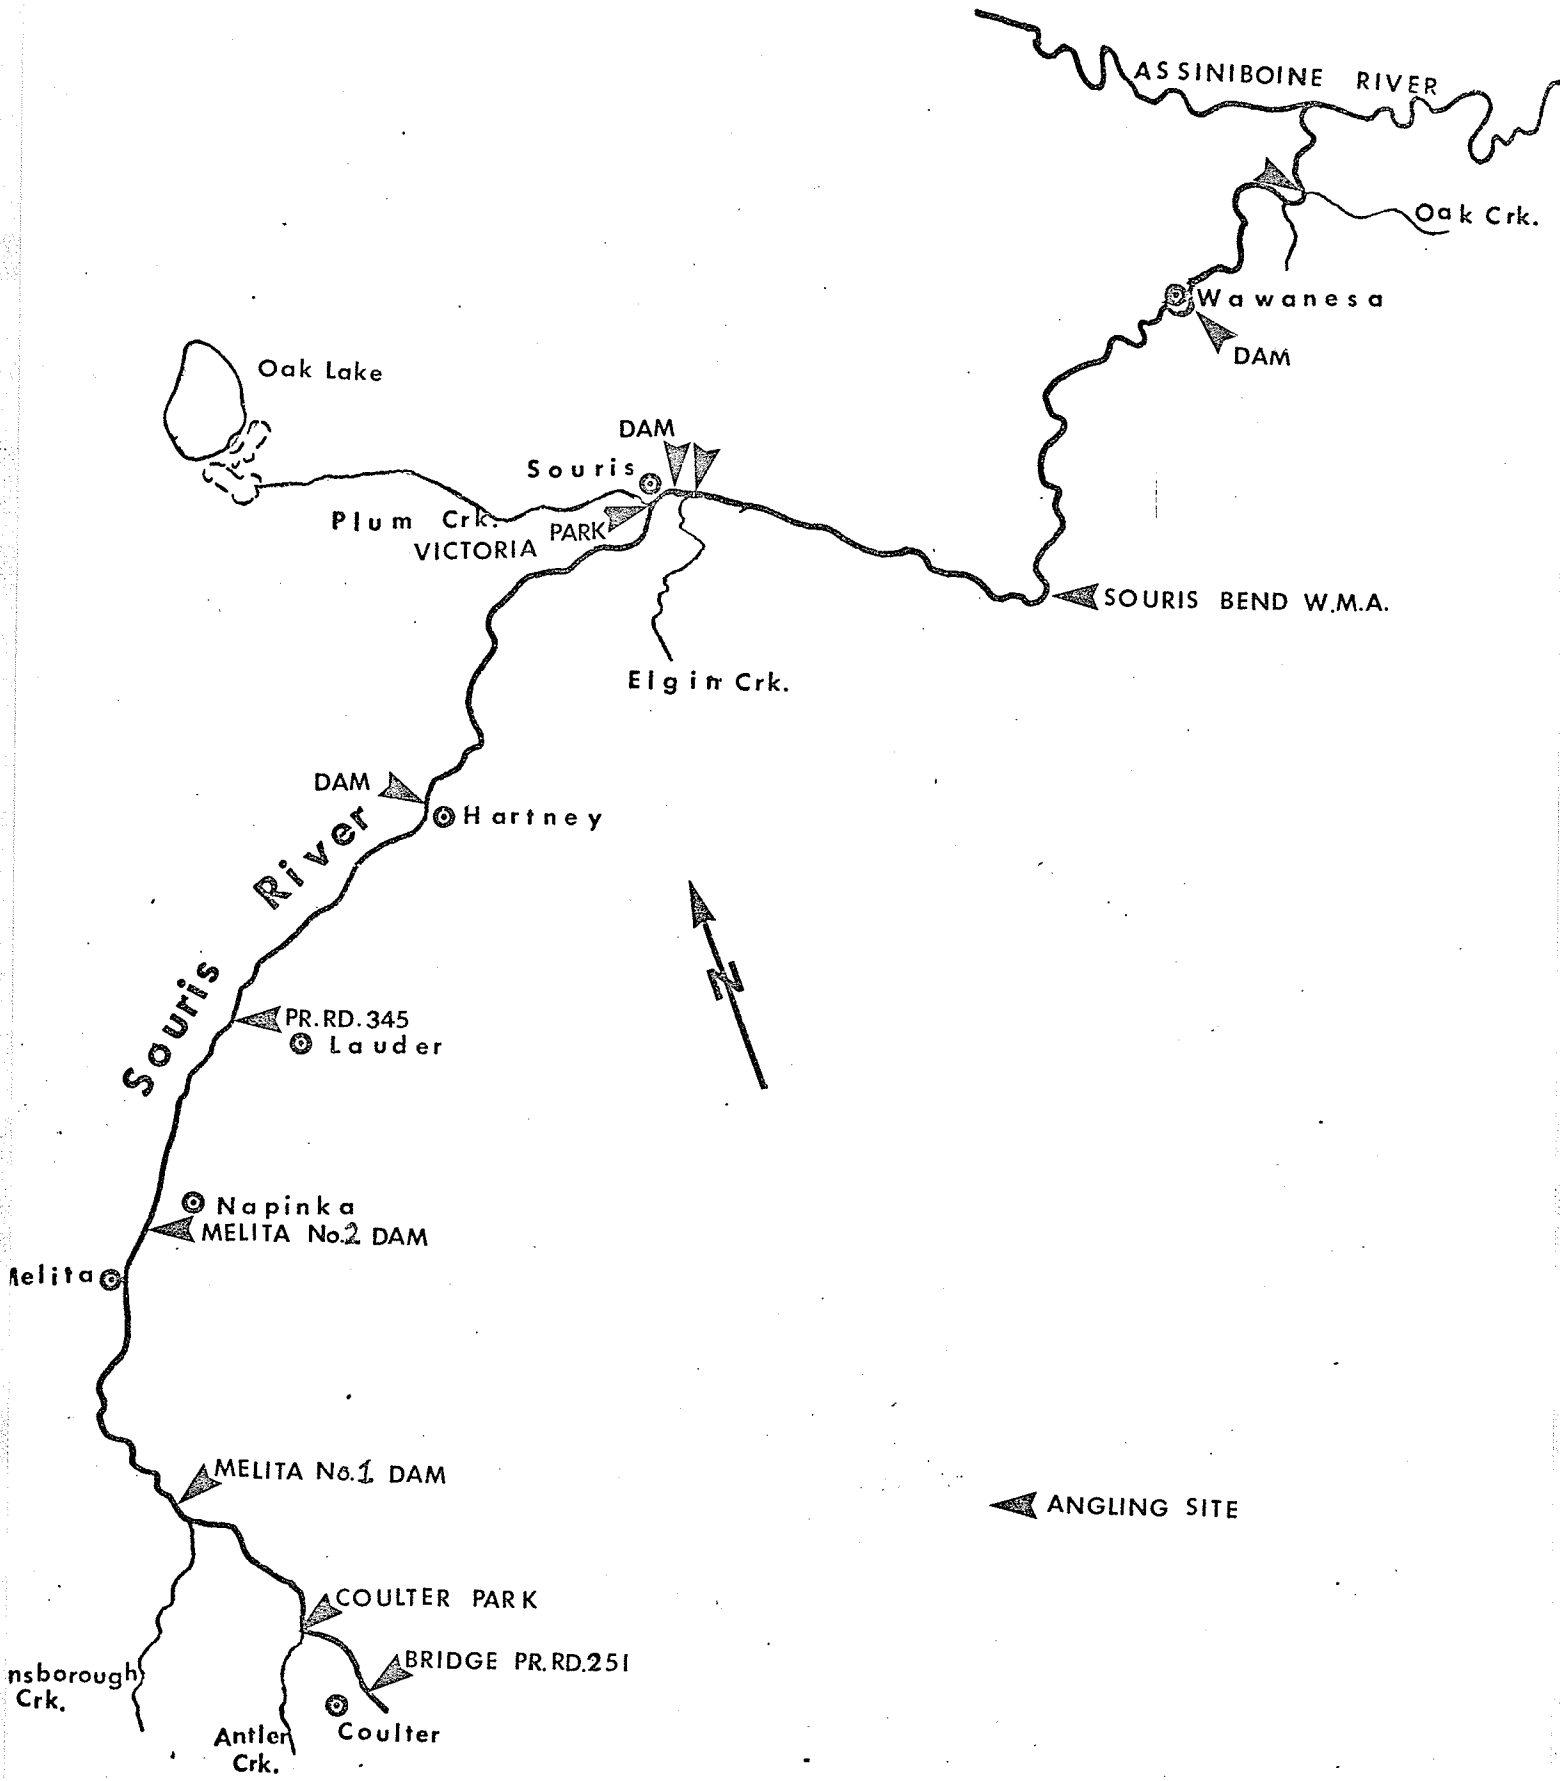 ASSINIBOINE RIVER
Oak Crk.
Wawanesa
DAM
Oak Lake
DAM
Souris
Plum Crk.
VICTORIA PARK
SOURIS BEND W.M.A.
Elgin Crk.
DAM
Hartney
Souris River
PR.RD.345
Lauder
N
Napinka
MELITA No.2 DAM
Melita
MELITA No.1 DAM
ANGLING SITE
COULTER PARK
BRIDGE PR.RD.251
nsborough
Crk.
Coulter
Antler
Crk.